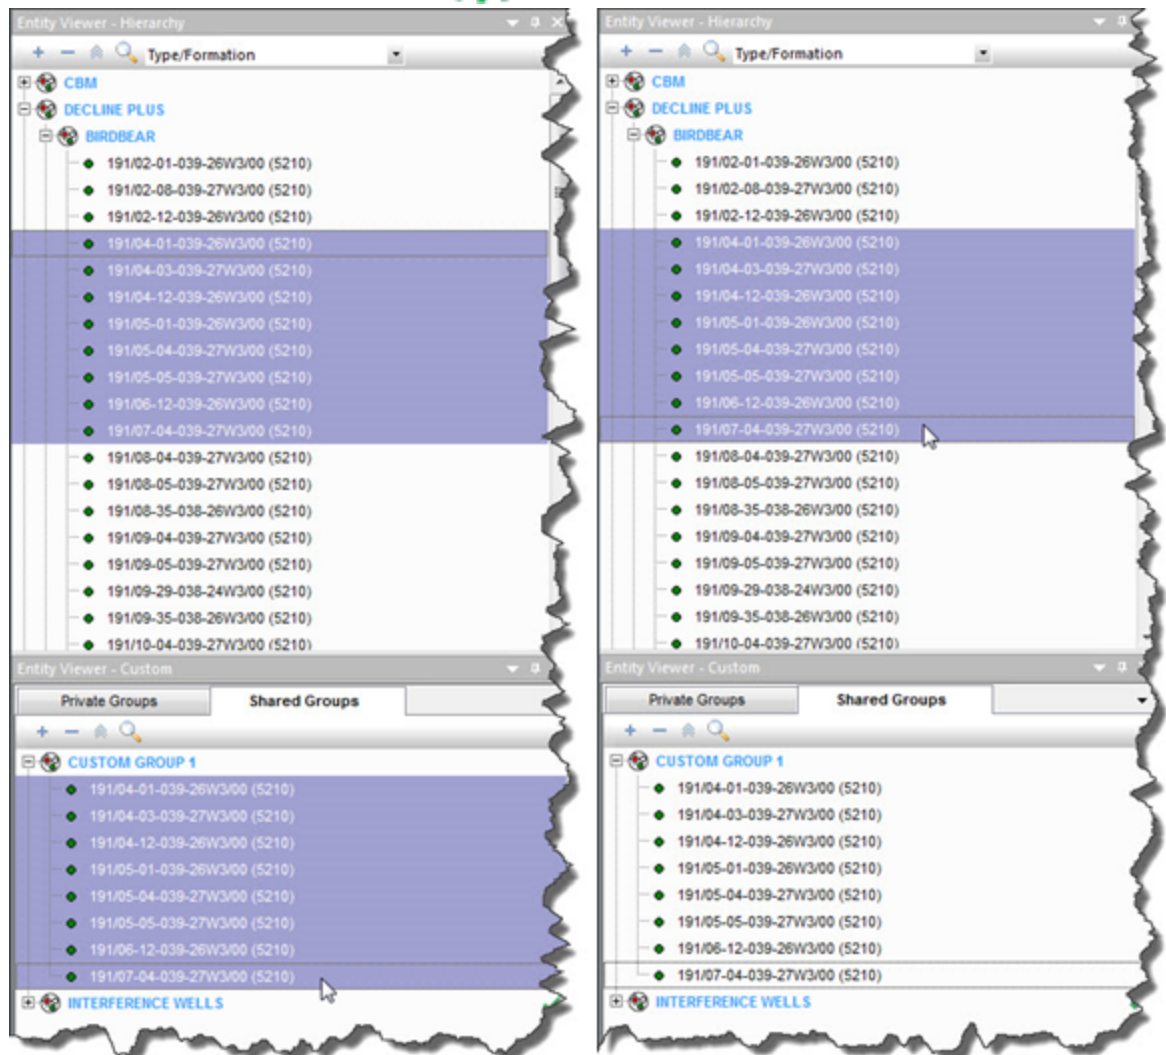 Entity Viewer - Hierarchy
Type/Formation
CBM
DECLINE PLUS
BIRDBEAR
191/02-01-039-26W3/00 (5210)
191/02-08-039-27W3/00 (5210)
191/02-12-039-26W3/00 (5210)
191/04-01-039-26W3/00 (5210)
191/04-03-039-27W3/00 (5210)
191/04-12-039-26W3/00 (5210)
191/05-01-039-26W3/00 (5210)
191/05-04-039-27W3/00 (5210)
191/05-05-039-27W3/00 (5210)
191/06-12-039-26W3/00 (5210)
191/07-04-039-27W3/00 (5210)
191/08-04-039-27W3/00 (5210)
191/08-05-039-27W3/00 (5210)
191/08-35-038-26W3/00 (5210)
191/09-04-039-27W3/00 (5210)
191/09-05-039-27W3/00 (5210)
191/09-29-038-24W3/00 (5210)
191/09-35-038-26W3/00 (5210)
191/10-04-039-27W3/00 (5210)
Entity Viewer - Custom
Private Groups
Shared Groups
CUSTOM GROUP 1
191/04-01-039-26W3/00 (5210)
191/04-03-039-27W3/00 (5210)
191/04-12-039-26W3/00 (5210)
191/05-01-039-26W3/00 (5210)
191/05-04-039-27W3/00 (5210)
191/05-05-039-27W3/00 (5210)
191/06-12-039-26W3/00 (5210)
191/07-04-039-27W3/00 (5210)
INTERFERENCE WELLS
Entity Viewer - Hierarchy
Type/Formation
CBM
DECLINE PLUS
BIRDBEAR
191/02-01-039-26W3/00 (5210)
191/02-08-039-27W3/00 (5210)
191/02-12-039-26W3/00 (5210)
191/04-01-039-26W3/00 (5210)
191/04-03-039-27W3/00 (5210)
191/04-12-039-26W3/00 (5210)
191/05-01-039-26W3/00 (5210)
191/05-04-039-27W3/00 (5210)
191/05-05-039-27W3/00 (5210)
191/06-12-039-26W3/00 (5210)
191/07-04-039-27W3/00 (5210)
191/08-04-039-27W3/00 (5210)
191/08-05-039-27W3/00 (5210)
191/08-35-038-26W3/00 (5210)
191/09-04-039-27W3/00 (5210)
191/09-05-039-27W3/00 (5210)
191/09-29-038-24W3/00 (5210)
191/09-35-038-26W3/00 (5210)
191/10-04-039-27W3/00 (5210)
Entity Viewer - Custom
Private Groups
Shared Groups
CUSTOM GROUP 1
191/04-01-039-26W3/00 (5210)
191/04-03-039-27W3/00 (5210)
191/04-12-039-26W3/00 (5210)
191/05-01-039-26W3/00 (5210)
191/05-04-039-27W3/00 (5210)
191/05-05-039-27W3/00 (5210)
191/06-12-039-26W3/00 (5210)
191/07-04-039-27W3/00 (5210)
INTERFERENCE WELLS